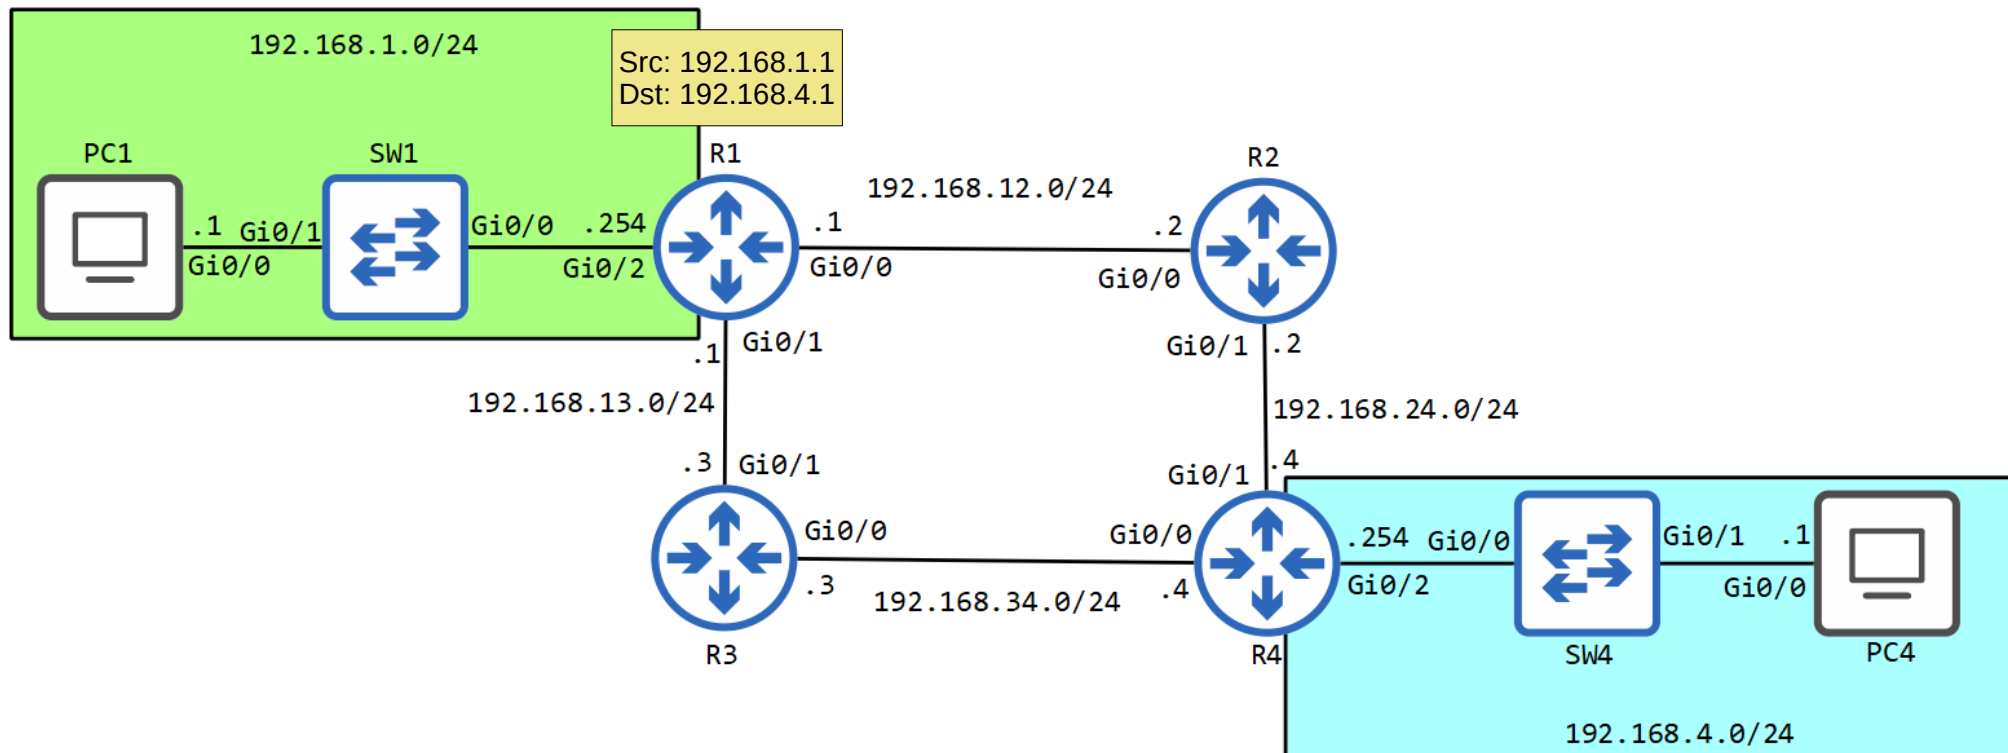 192.168.1.0/24
Src: 192.168.1.1
Dst: 192.168.4.1
PC1
SW1
R1
R2
192.168.12.0/24
.1
Gi0/1
Gi0/0
Gi0/0
.254
Gi0/2
.1
Gi0/0
.2
Gi0/0
.1
Gi0/1
Gi0/1
.2
192.168.13.0/24
192.168.24.0/24
.3
Gi0/1
Gi0/1
.4
Gi0/0
.3
192.168.34.0/24
Gi0/0
.4
.254
Gi0/0
Gi0/2
Gi0/1
.1
Gi0/0
R3
R4
SW4
PC4
192.168.4.0/24